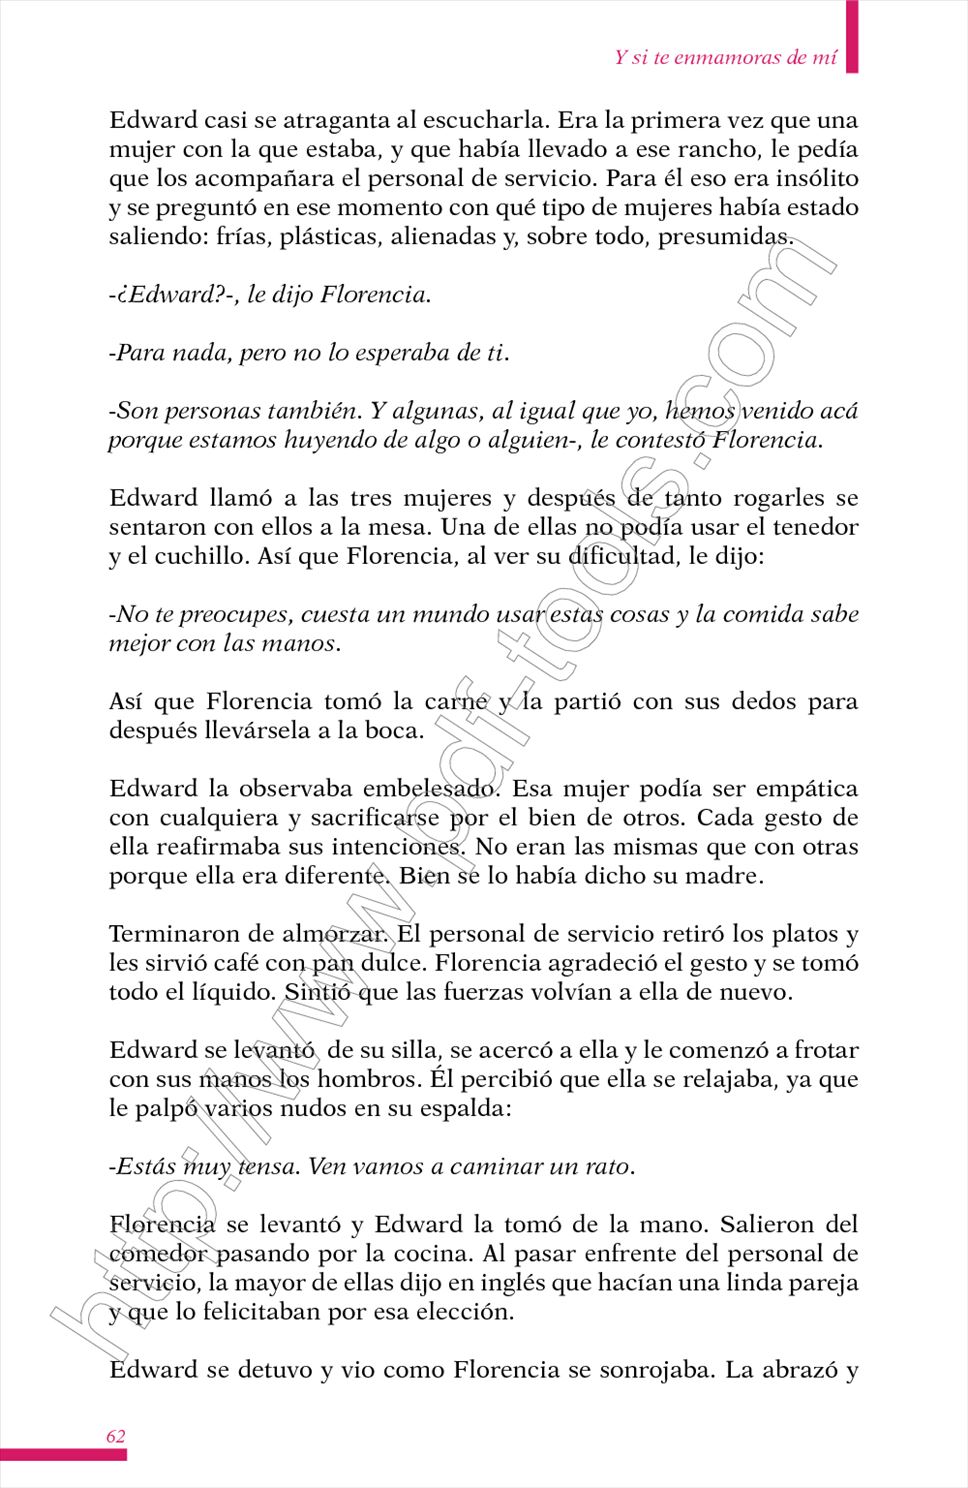 Y si te enmamoras de mí
Edward casi se atraganta al escucharla. Era la primera vez que una
mujer con la que estaba, y que había llevado a ese rancho, le pedía
que los acompañara el personal de servicio. Para él eso era insólito
y se preguntó en ese momento con qué tipo de mujeres había estado
saliendo: frías, plásticas, alienadas y, sobre todo, presumidas.
-¿Edward?-, le dijo Florencia.
-Para nada, pero no lo esperaba de ti.
-Son personas también. Y algunas, al igual que yo, hemos venido acá
porque estamos huyendo de algo o alguien-, le contestó Florencia.
Edward llamó a las tres mujeres y después de tanto rogarles se
sentaron con ellos a la mesa. Una de ellas no podía usar el tenedor
y el cuchillo. Así que Florencia, al ver su dificultad, le dijo:
-No te preocupes, cuesta un mundo usar estas cosas y la comida sabe
mejor con las manos.
Así que Florencia tomó la carne y la partió con sus dedos para
después llevársela a la boca.
Edward la observaba embelesado. Esa mujer podía ser empática
con cualquiera y sacrificarse por el bien de otros. Cada gesto de
ella reafirmaba sus intenciones. No eran las mismas que con otras
porque ella era diferente. Bien se lo había dicho su madre.
Terminaron de almorzar. El personal de servicio retiró los platos y
les sirvió café con pan dulce. Florencia agradeció el gesto y se tomó
todo el líquido. Sintió que las fuerzas volvían a ella de nuevo.
Edward se levantó de su silla, se acercó a ella y le comenzó a frotar
con sus manos los hombros. Él percibió que ella se relajaba, ya que
le palpó varios nudos en su espalda:
-Estás muy tensa. Ven vamos a caminar un rato.
Florencia se levantó y Edward la tomó de la mano. Salieron del
comedor pasando por la cocina. Al pasar enfrente del personal de
servicio, la mayor de ellas dijo en inglés que hacían una linda pareja
y que lo felicitaban por esa elección.
Edward se detuvo y vio como Florencia se sonrojaba. La abrazó y
62
http://www.pdf-tools.com